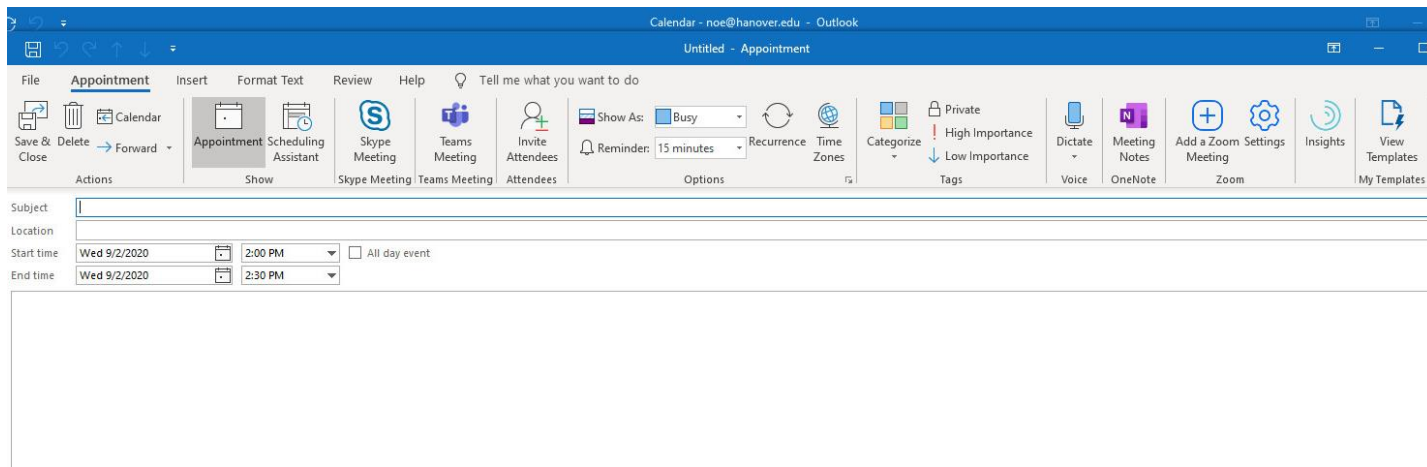 Calendar - noe@hanover.edu - Outlook
Untitled - Appointment
File Appointment Insert Format Text Review Help Tell me what you want to do
Save & Close Delete Calendar Forward Appointment Scheduling Assistant Skype Meeting Teams Meeting Invite Attendees Show As: Busy Reminder: 15 minutes Recurrence Time Zones Categorize Private High Importance Low Importance Dictate Meeting Notes Add a Zoom Meeting Settings Insights View Templates
Actions Show Skype Meeting Teams Meeting Attendees Options Tags Voice OneNote Zoom My Templates
Subject
Location
Start time Wed 9/2/2020 2:00 PM All day event
End time Wed 9/2/2020 2:30 PM